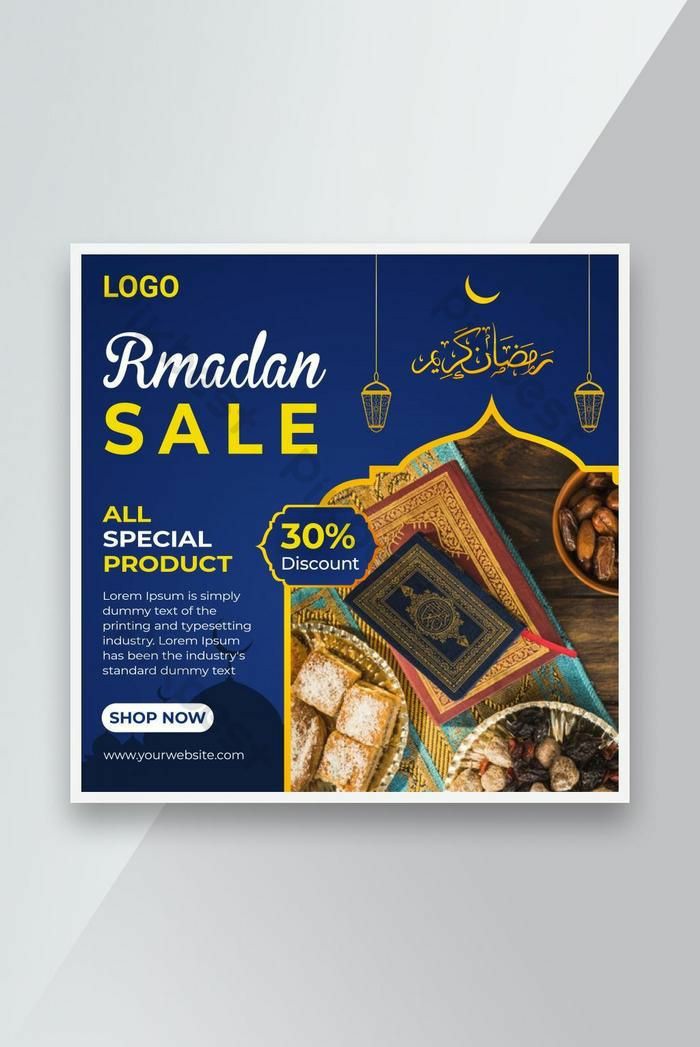 LOGO
رمضان كريم
Rmadan
SALE
ALL
SPECIAL
PRODUCT
30%
Discount
Lorem Ipsum is simply
dummy text of the
printing and typesetting
industry. Lorem Ipsum
has been the industry's
standard dummy text
SHOP NOW
www.yourwebsite.com